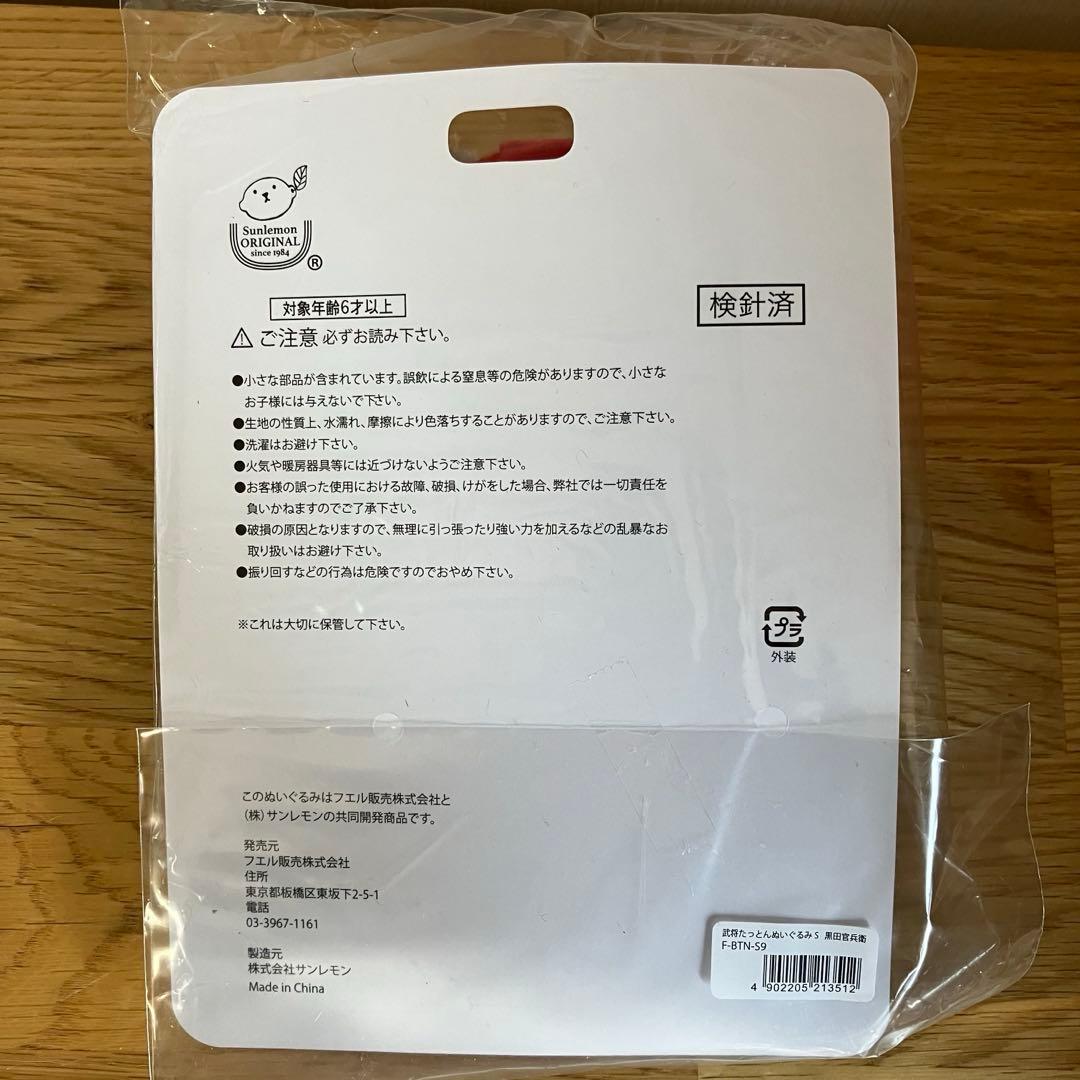 Sunlemon
ORIGINAL
since 1984
®
対象年齢6才以上
検針済
ご注意 必ずお読み下さい。
●小さな部品が含まれています。誤飲による窒息等の危険がありますので、小さな
お子様には与えないで下さい。
●生地の性質上、水濡れ、摩擦により色落ちすることがありますので、ご注意下さい。
●洗濯はお避け下さい。
●火気や暖房器具等には近づけないようご注意下さい。
●お客様の誤った使用における故障、破損、けがをした場合、弊社では一切責任を
負いかねますのでご了承下さい。
●破損の原因となりますので、無理に引っ張ったり強い力を加えるなどの乱暴なお
取り扱いはお避け下さい。
●振り回すなどの行為は危険ですのでおやめ下さい。
※これは大切に保管して下さい。
プラ
外装
このぬいぐるみはフエル販売株式会社と
(株)サンレモンの共同開発商品です。
発売元
フエル販売株式会社
住所
東京都板橋区東坂下2-5-1
電話
03-3967-1161
製造元
株式会社サンレモン
Made in China
武将たっとんぬいぐるみS 黒田官兵衛
F-BTN-S9
4 902205 213512